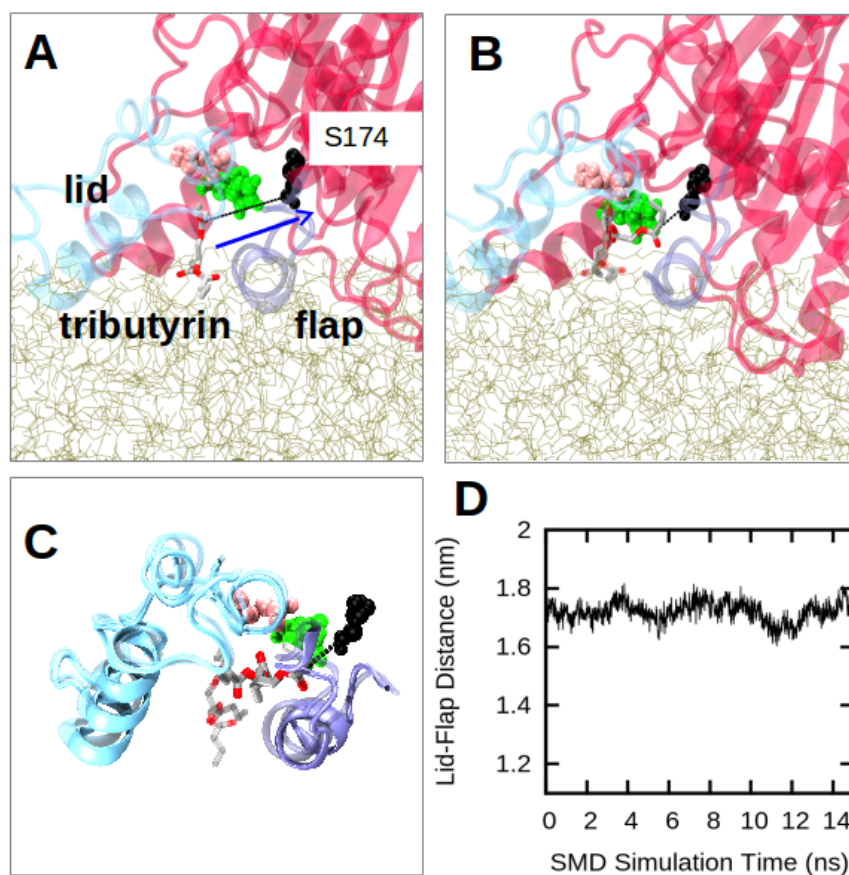 A
S174
lid
tributyrin
flap
B
C
D
Lid-Flap Distance (nm)
2
1.8
1.6
1.4
1.2
0 2 4 6 8 10 12 14
SMD Simulation Time (ns)